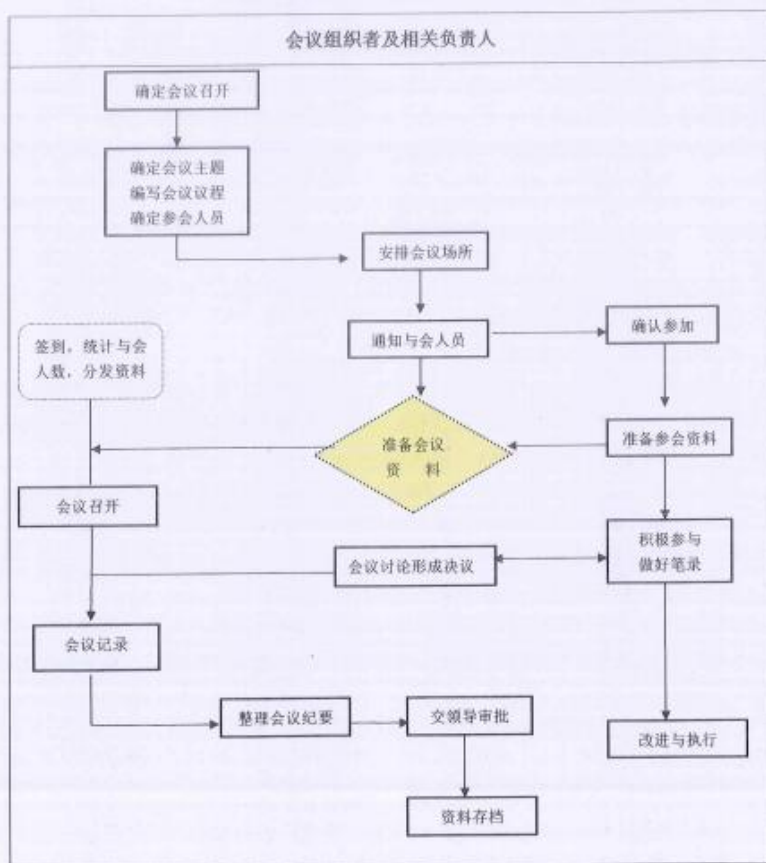 会议组织者及相关负责人
确定会议召开
确定会议主题
编写会议议程
确定参会人员
安排会议场所
签到，统计与会
人数，分发资料
通知与会人员
确认参加
准备会议
资 料
准备参会资料
会议召开
会议讨论形成决议
积极参与
做好笔录
会议记录
整理会议纪要
交领导审批
改进与执行
资料存档